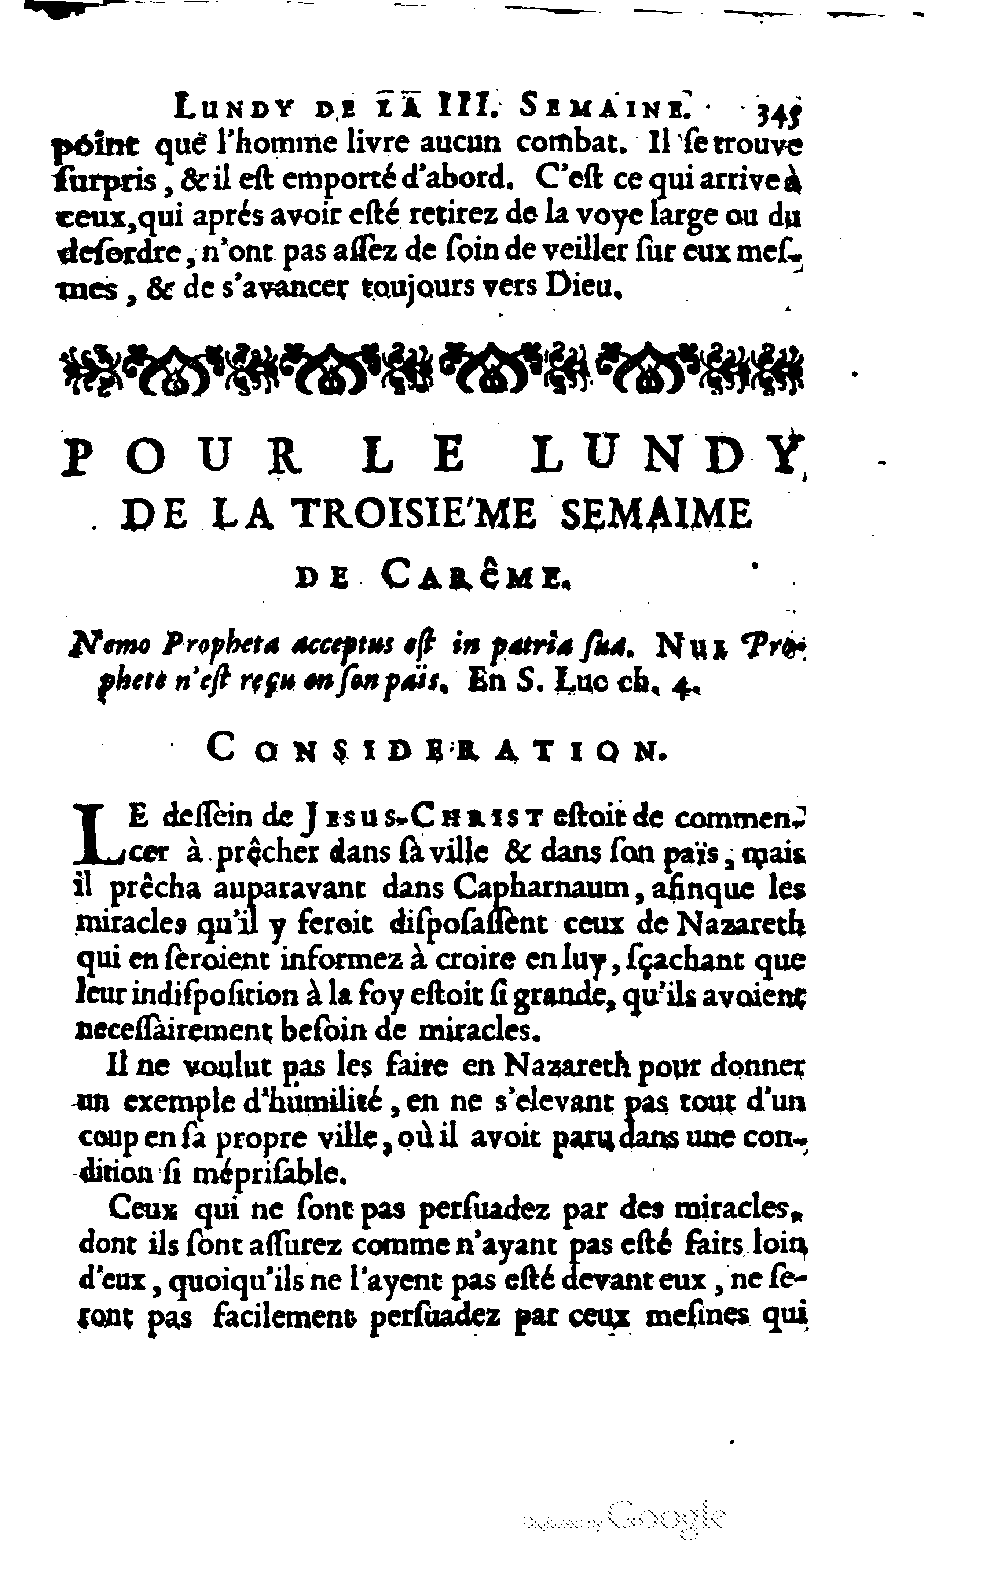 LUNDY DE LA III. SEMAINE. 345
point que l'homme livre aucun combat. Il ſe trouve
ſurpris, & il eſt emporté d'abord. C'eſt ce qui arrive à
ceux, qui aprés avoir eſté retirez de la voye large ou du
deſordre, n'ont pas aſſez de ſoin de veiller ſur eux meſ-
mes, & de s'avancer toujours vers Dieu.
POUR LE LUNDY
DE LA TROISIE'ME SEMAIME
DE CARÊME.
Nemo Propheta acceptus eſt in patria ſua. NUL Pro-
phete n'eſt reçu en ſon païs. En S. Luc ch. 4.
CONSIDERATION.
LE deſſein de JESUS-CHRIST eſtoit de commen-
cer à prêcher dans ſa ville & dans ſon païs, mais
il prêcha auparavant dans Capharnaum, afinque les
miracles qu'il y feroit diſpoſaſſent ceux de Nazareth
qui en ſeroient informez à croire en luy, ſçachant que
leur indiſpoſition à la foy eſtoit ſi grande, qu'ils avoient
neceſſairement beſoin de miracles.
Il ne voulut pas les faire en Nazareth pour donner
un exemple d'humilité, en ne s'elevant pas tout d'un
coup en ſa propre ville, où il avoit paru dans une con-
dition ſi mépriſable.
Ceux qui ne ſont pas perſuadez par des miracles,
dont ils ſont aſſurez comme n'ayant pas eſté faits loin
d'eux, quoiqu'ils ne l'ayent pas eſté devant eux, ne ſe-
ront pas facilement perſuadez par ceux meſmes qui
Digitized by Google